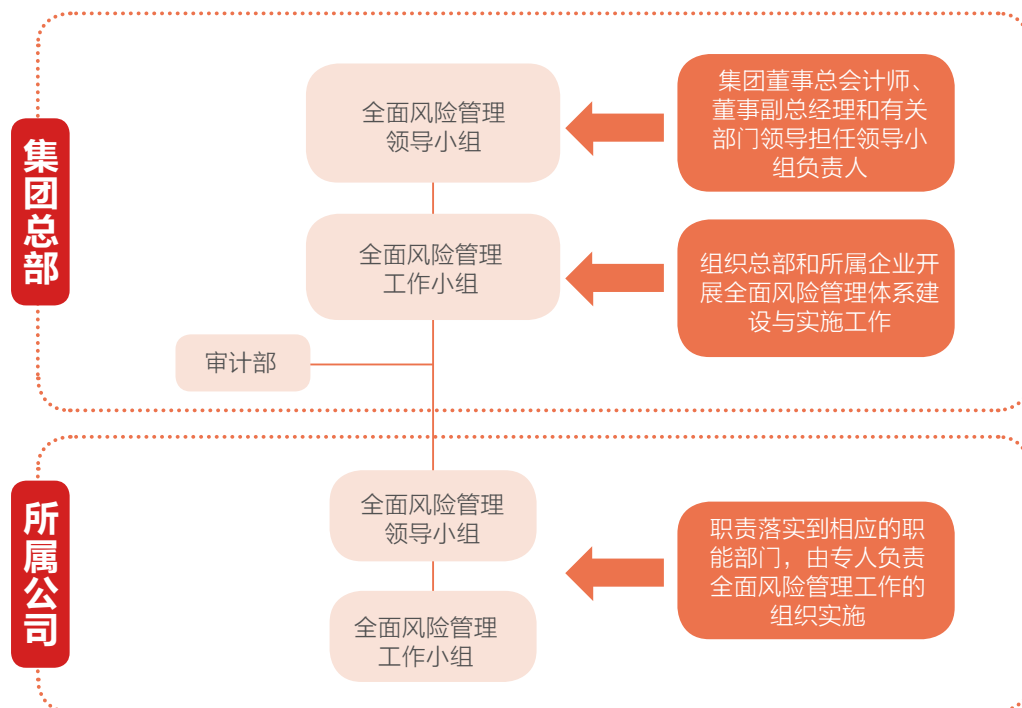 集团总部
全面风险管理
领导小组
集团董事总会计师、
董事副总经理和有关
部门领导担任领导小
组负责人
全面风险管理
工作小组
组织总部和所属企业开
展全面风险管理体系建
设与实施工作
审计部
所属公司
全面风险管理
领导小组
全面风险管理
工作小组
职责落实到相应的职
能部门，由专人负责
全面风险管理工作的
组织实施